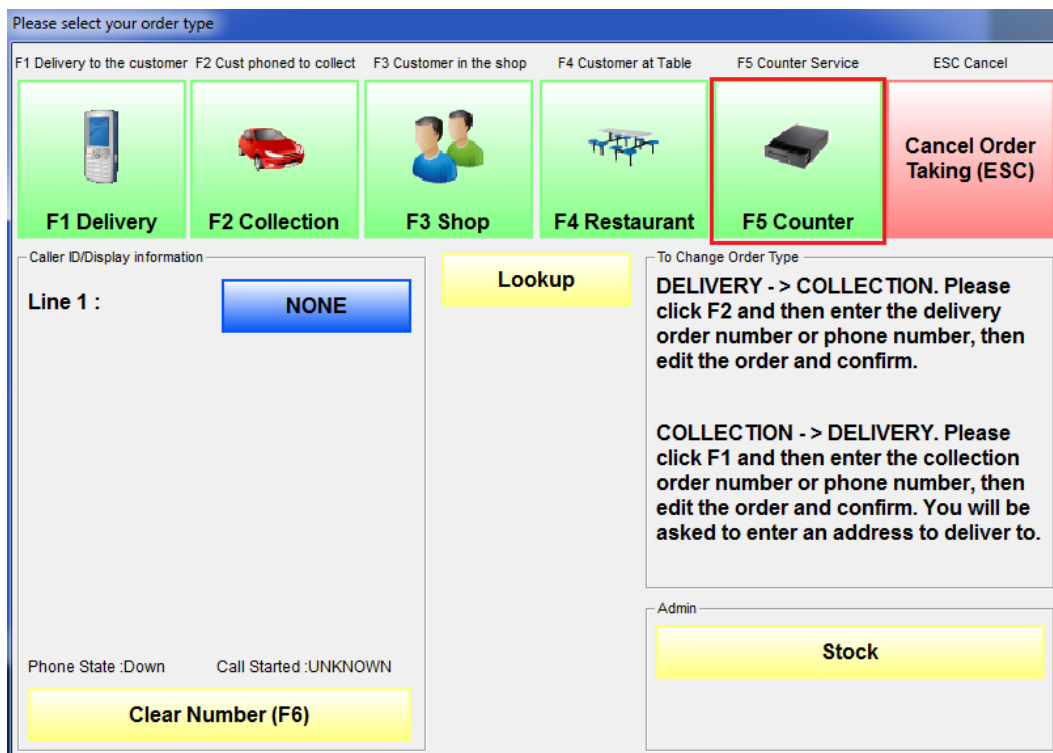 Please select your order type
F1 Delivery to the customer F2 Cust phoned to collect F3 Customer in the shop F4 Customer at Table F5 Counter Service ESC Cancel
F1 Delivery F2 Collection F3 Shop F4 Restaurant F5 Counter
Cancel Order
Taking (ESC)
Caller ID/Display information
Line 1 :
NONE
Phone State :Down Call Started :UNKNOWN
Clear Number (F6)
Lookup
To Change Order Type
DELIVERY - > COLLECTION. Please
click F2 and then enter the delivery
order number or phone number, then
edit the order and confirm.
COLLECTION - > DELIVERY. Please
click F1 and then enter the collection
order number or phone number, then
edit the order and confirm. You will be
asked to enter an address to deliver to.
Admin
Stock